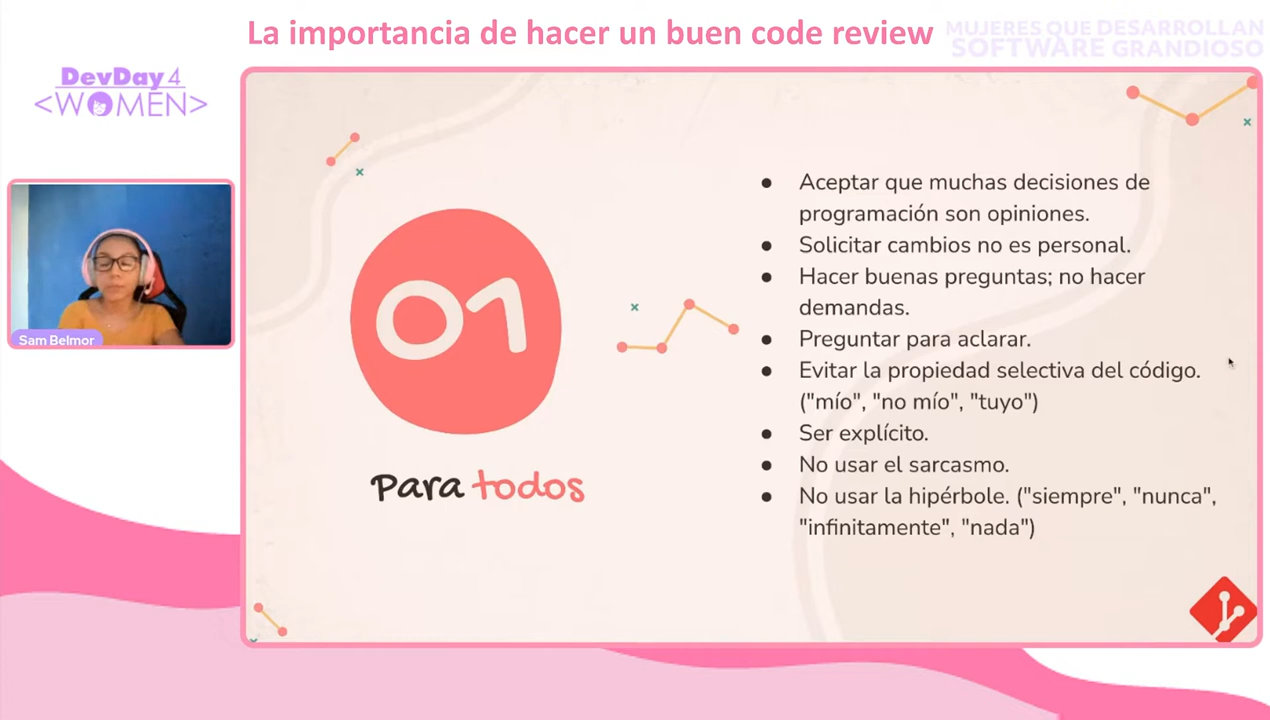 La importancia de hacer un buen code review
MUJERES QUE DESARROLLAN
SOFTWARE GRANDIOSO
DevDay 4
<WOMEN>
Sam Belmor
01
Para todos
● Aceptar que muchas decisiones de
programación son opiniones.
● Solicitar cambios no es personal.
● Hacer buenas preguntas; no hacer
demandas.
● Preguntar para aclarar.
● Evitar la propiedad selectiva del código.
("mío", "no mío", "tuyo")
● Ser explícito.
● No usar el sarcasmo.
● No usar la hipérbole. ("siempre", "nunca",
"infinitamente", "nada")